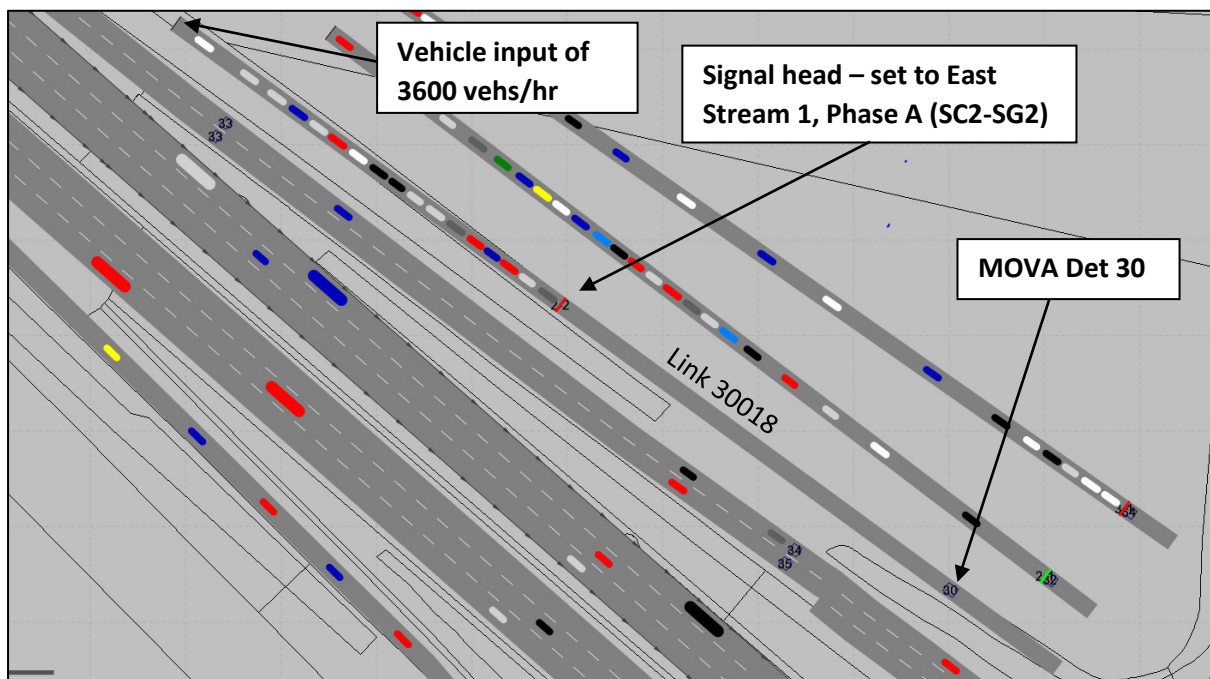 Vehicle input of
3600 vehs/hr
Signal head – set to East
Stream 1, Phase A (SC2-SG2)
MOVA Det 30
33
33
Link 30018
34
35
30